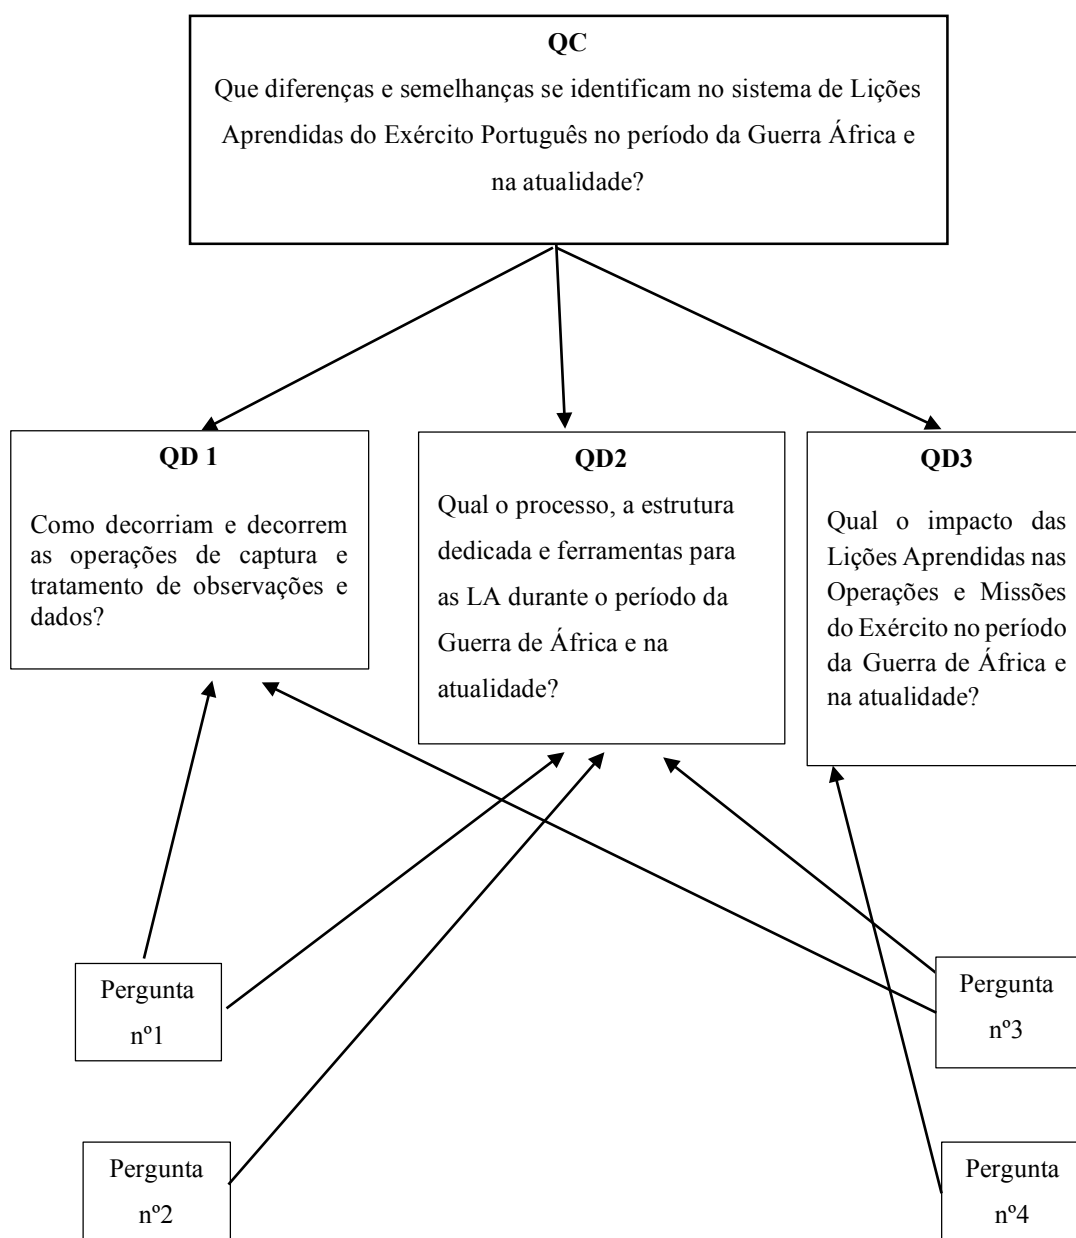 QC
Que diferenças e semelhanças se identificam no sistema de Lições
Aprendidas do Exército Português no período da Guerra África e
na atualidade?
QD 1
Como decorriam e decorrem
as operações de captura e
tratamento de observações e
dados?
QD2
Qual o processo, a estrutura
dedicada e ferramentas para
as LA durante o período da
Guerra de África e na
atualidade?
QD3
Qual o impacto das
Lições Aprendidas nas
Operações e Missões
do Exército no período
da Guerra de África e
na atualidade?
Pergunta
nº1
Pergunta
nº3
Pergunta
nº2
Pergunta
nº4